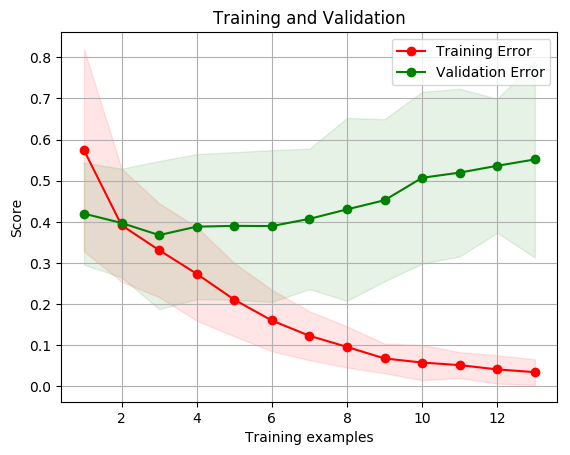 Training and Validation
Training Error
Validation Error
0.8
0.7
0.6
0.5
0.4
0.3
0.2
0.1
0.0
Score
2 4 6 8 10 12
Training examples